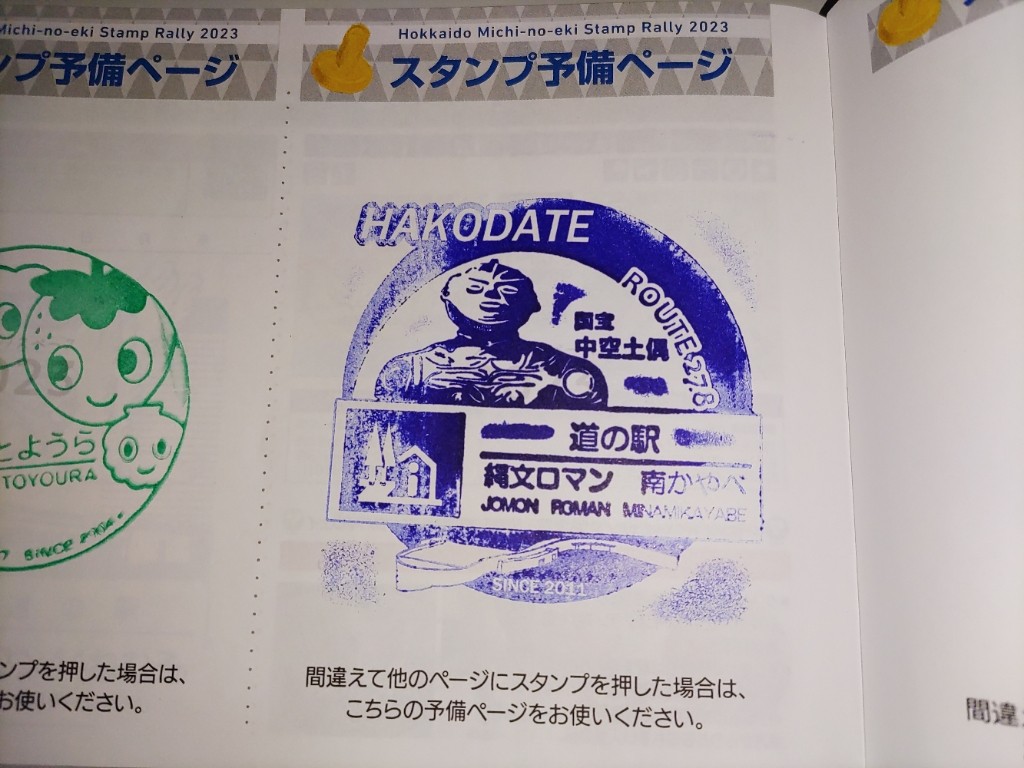 Michi-no-eki Stamp Rally 2023
ンプ予備ページ
とようら
TOYOURA
SINCE
ンプを押した場合は、
お使いください。
Hokkaido Michi-no-eki Stamp Rally 2023
スタンプ予備ページ
HAKODATE
ROUTE278
国宝
中空土偶
道の駅
縄文ロマン 南かやべ
JOMON ROMAN MINAMIKAYABE
SINCE 2011
間違えて他のページにスタンプを押した場合は、
こちらの予備ページをお使いください。
間違